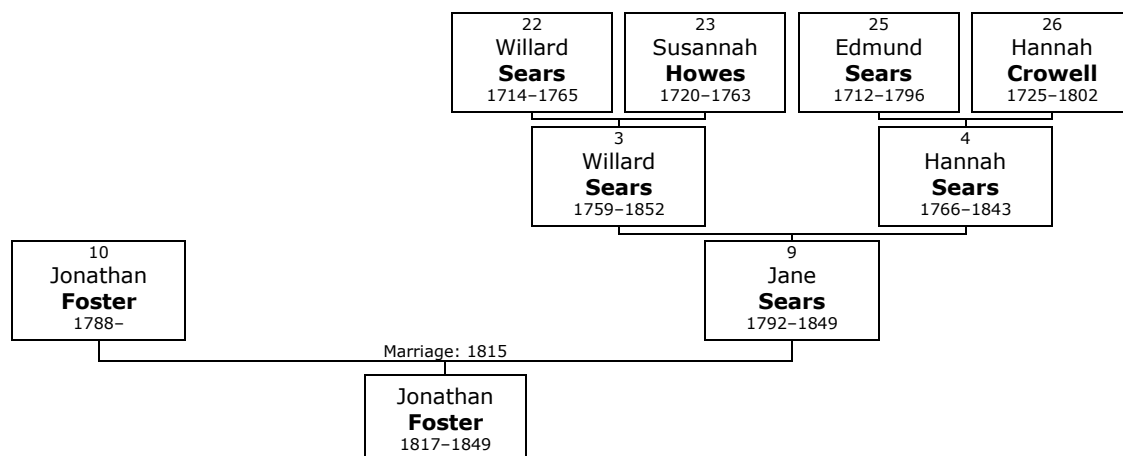 22
Willard
Sears
1714–1765
23
Susannah
Howes
1720–1763
25
Edmund
Sears
1712–1796
26
Hannah
Crowell
1725–1802
3
Willard
Sears
1759–1852
4
Hannah
Sears
1766–1843
10
Jonathan
Foster
1788–
9
Jane
Sears
1792–1849
Marriage: 1815
Jonathan
Foster
1817–1849